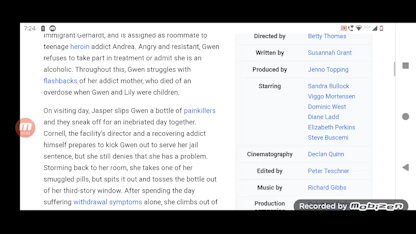 7:24
immigrant Gerhardt, and is assigned as roommate to
teenage heroin addict Andrea. Angry and resistant, Gwen
refuses to take part in treatment or admit she is an
alcoholic. Throughout this, Gwen struggles with
flashbacks of her addict mother, who died of an
overdose when Gwen and Lily were children.
On visiting day, Jasper slips Gwen a bottle of painkillers
and they sneak off for an inebriated day together.
Cornell, the facility's director and a recovering addict
himself prepares to kick Gwen out to serve her jail
sentence, but she still denies that she has a problem.
Storming back to her room, she takes one of her
smuggled pills, but spits it out and tosses the bottle out
of her third-story window. After spending the day
suffering withdrawal symptoms alone, she climbs out of
Directed by Betty Thomas
Written by Susannah Grant
Produced by Jenno Topping
Starring Sandra Bullock
Viggo Mortensen
Dominic West
Diane Ladd
Elizabeth Perkins
Steve Buscemi
Cinematography Declan Quinn
Edited by Peter Teschner
Music by Richard Gibbs
Production
Recorded by Mobizen